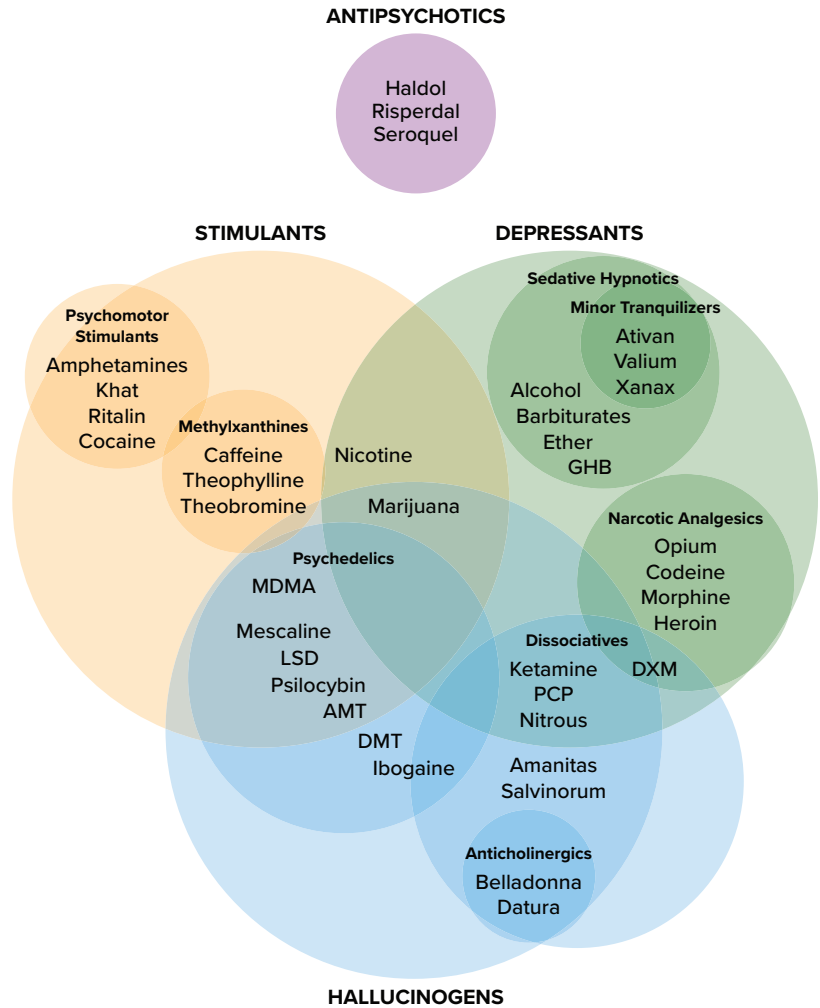 ANTIPSYCHOTICS
Haldol
Risperdal
Seroquel
STIMULANTS
DEPRESSANTS
Psychomotor
Stimulants
Amphetamines
Khat
Ritalin
Cocaine
Methylxanthines
Caffeine
Theophylline
Theobromine
Nicotine
Marijuana
Sedative Hypnotics
Minor Tranquilizers
Ativan
Valium
Xanax
Alcohol
Barbiturates
Ether
GHB
Narcotic Analgesics
Opium
Codeine
Morphine
Heroin
DXM
Psychedelics
MDMA
Mescaline
LSD
Psilocybin
AMT
DMT
Ibogaine
Dissociatives
Ketamine
PCP
Nitrous
Amanitas
Salvinorum
Anticholinergics
Belladonna
Datura
HALLUCINOGENS